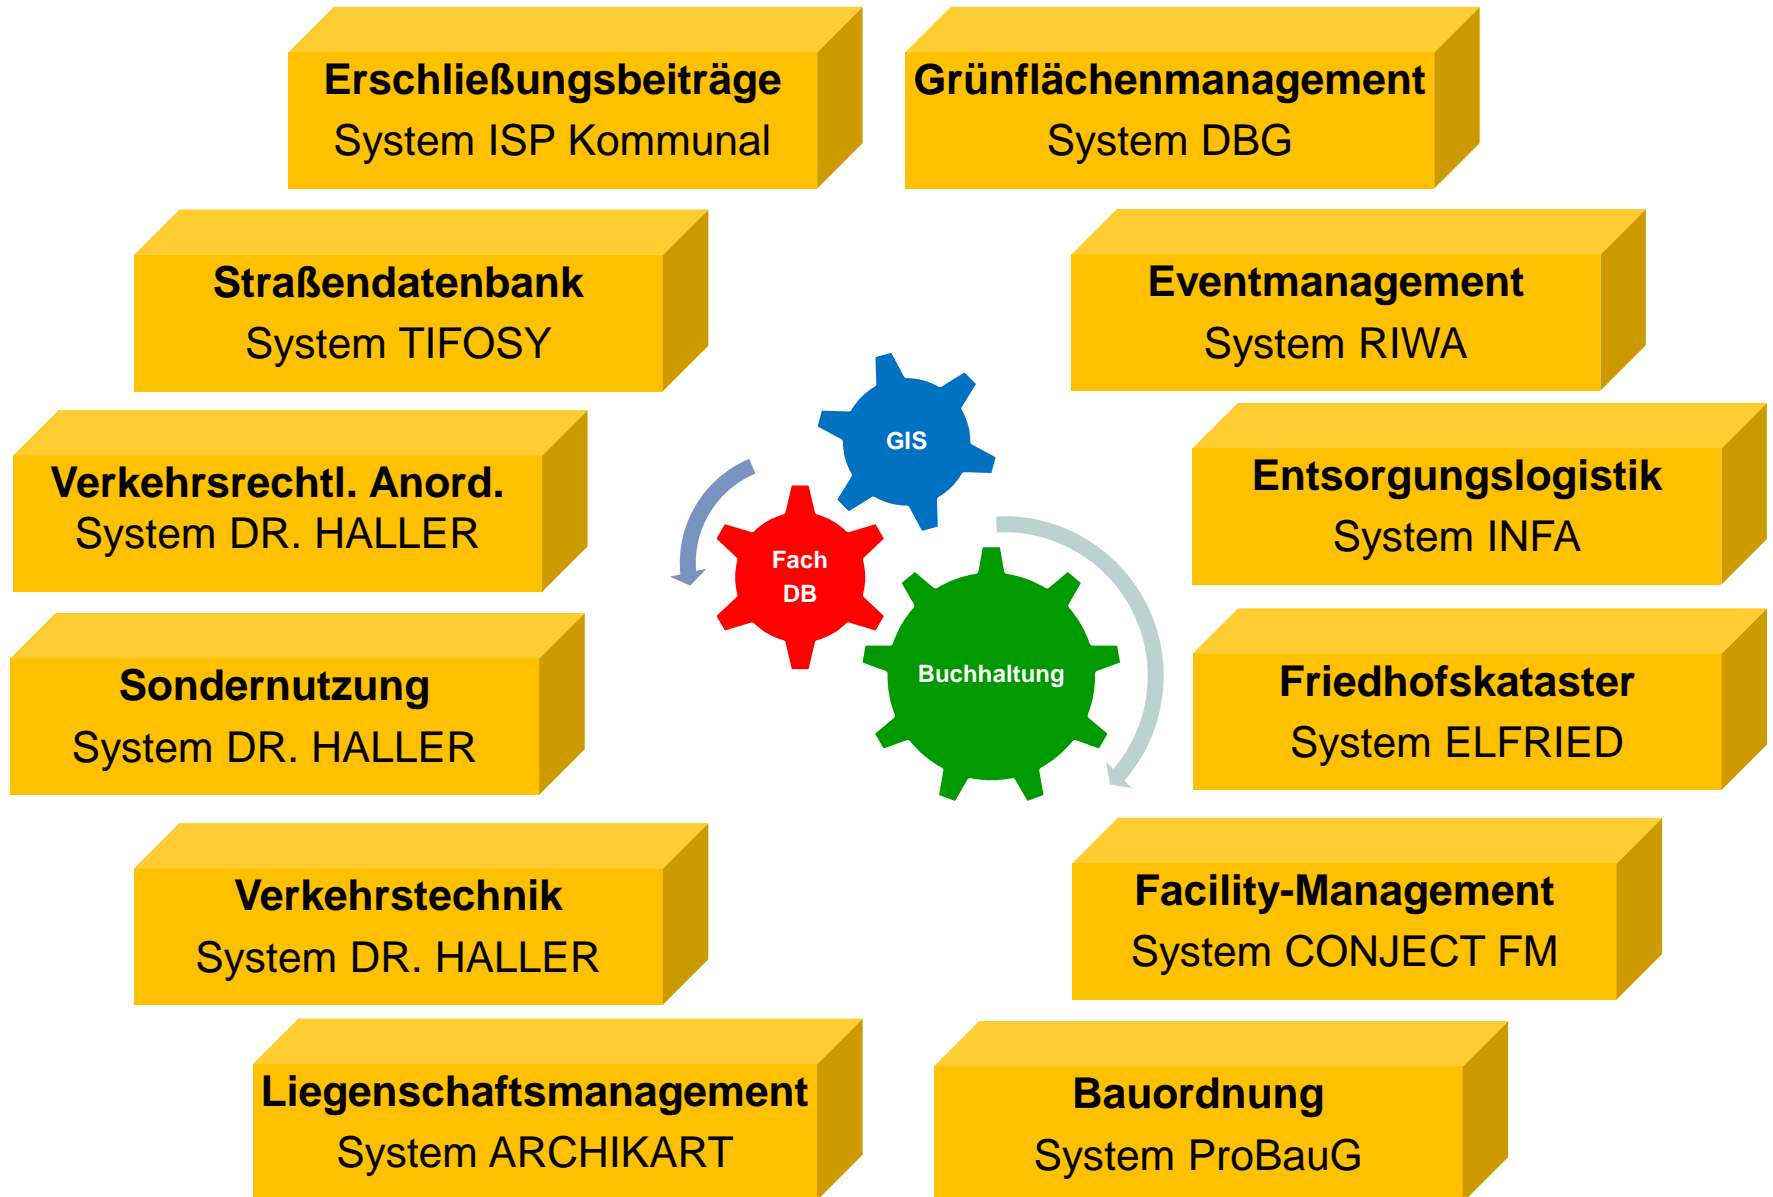 Erschließungsbeiträge
System ISP Kommunal
Grünflächenmanagement
System DBG
Straßendatenbank
System TIFOSY
Eventmanagement
System RIWA
GIS
Verkehrsrechtl. Anord.
System DR. HALLER
Entsorgungslogistik
System INFA
Fach
DB
Buchhaltung
Sondernutzung
System DR. HALLER
Friedhofskataster
System ELFRIED
Verkehrstechnik
System DR. HALLER
Facility-Management
System CONJECT FM
Liegenschaftsmanagement
System ARCHIKART
Bauordnung
System ProBauG